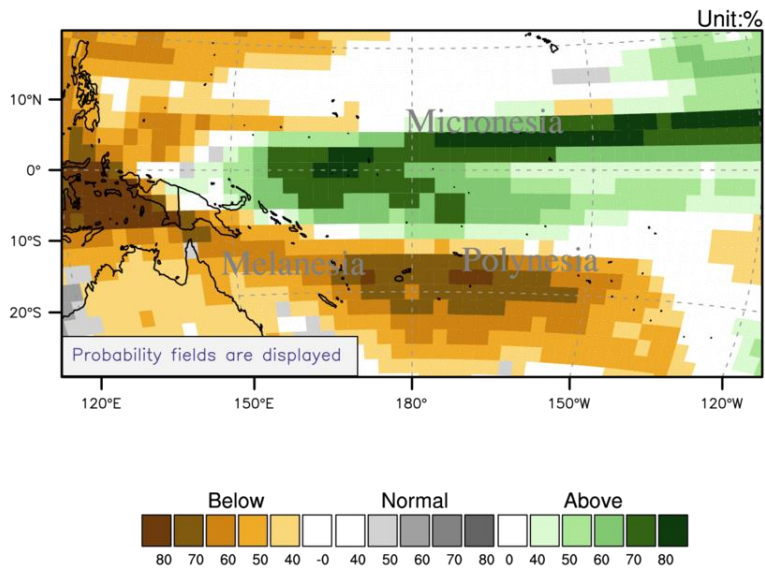 Unit:%
10°N
0°
10°S
20°S
Micronesia
Melanesia
Polynesia
Probability fields are displayed
120°E 150°E 180° 150°W 120°W
Below Normal Above
80 70 60 50 40 -0 40 50 60 70 80 0 40 50 60 70 80